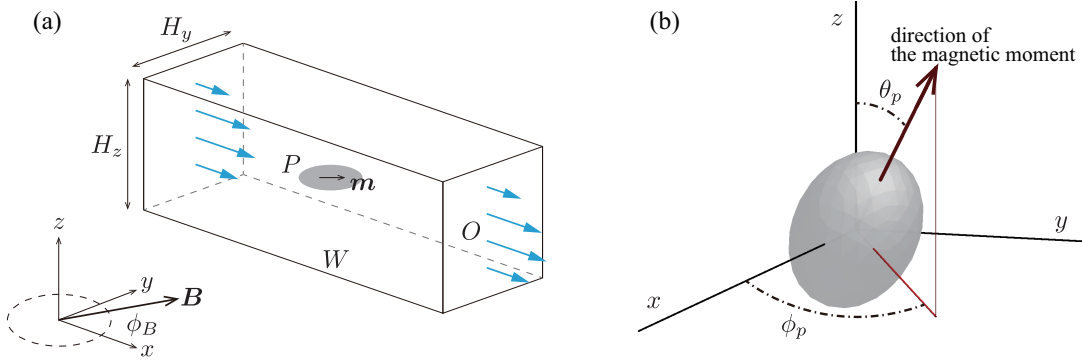 (a)
H_y
H_z
P
m
O
W
z
y
B
ϕ_B
x
(b)
z
direction of
the magnetic moment
θ_p
y
x
ϕ_p